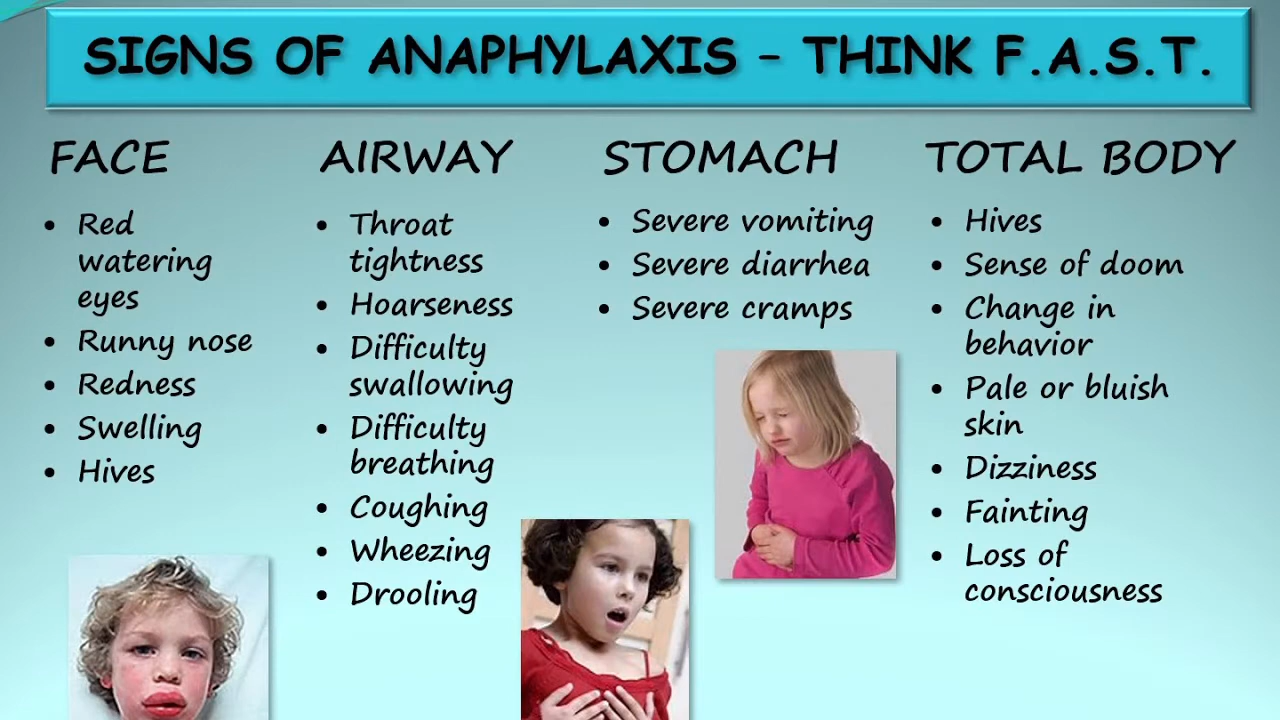 SIGNS OF ANAPHYLAXIS – THINK F.A.S.T.
FACE
• Red
watering
eyes
• Runny nose
• Redness
• Swelling
• Hives
AIRWAY
• Throat
tightness
• Hoarseness
• Difficulty
swallowing
• Difficulty
breathing
• Coughing
• Wheezing
• Drooling
STOMACH
• Severe vomiting
• Severe diarrhea
• Severe cramps
TOTAL BODY
• Hives
• Sense of doom
• Change in
behavior
• Pale or bluish
skin
• Dizziness
• Fainting
• Loss of
consciousness